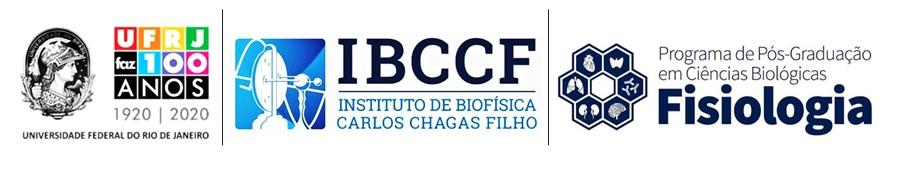 UFRJ
faz 100
ANOS
1920 | 2020
UNIVERSIDADE FEDERAL DO RIO DE JANEIRO
IBCCF
INSTITUTO DE BIOFÍSICA
CARLOS CHAGAS FILHO
Programa de Pós-Graduação
em Ciências Biológicas
Fisiologia